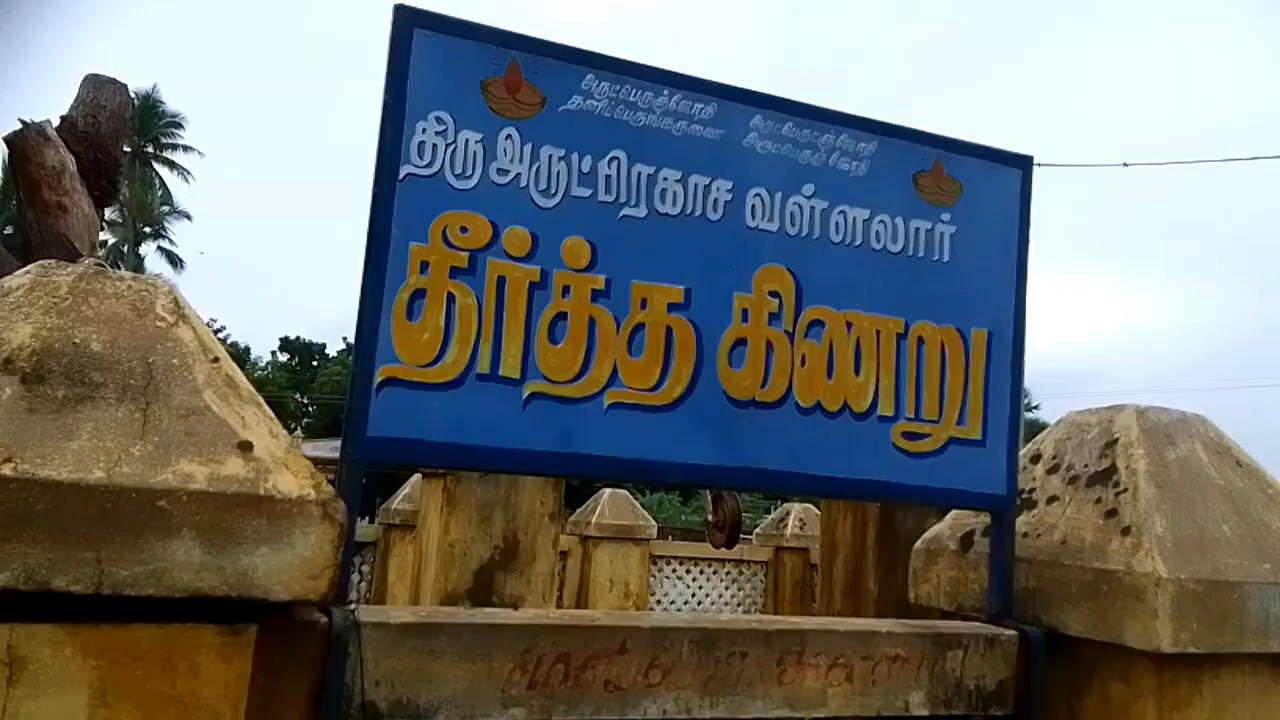 அருட்பெருஞ்ஜோதி
தனிப்பெருங்கருணை
அருட்பெருட்ஞ்ஜோதி
அருட்பெருஞ்ஜோதி
திரு அருட்பிரகாச வள்ளலார்
தீர்த்த கிணறு